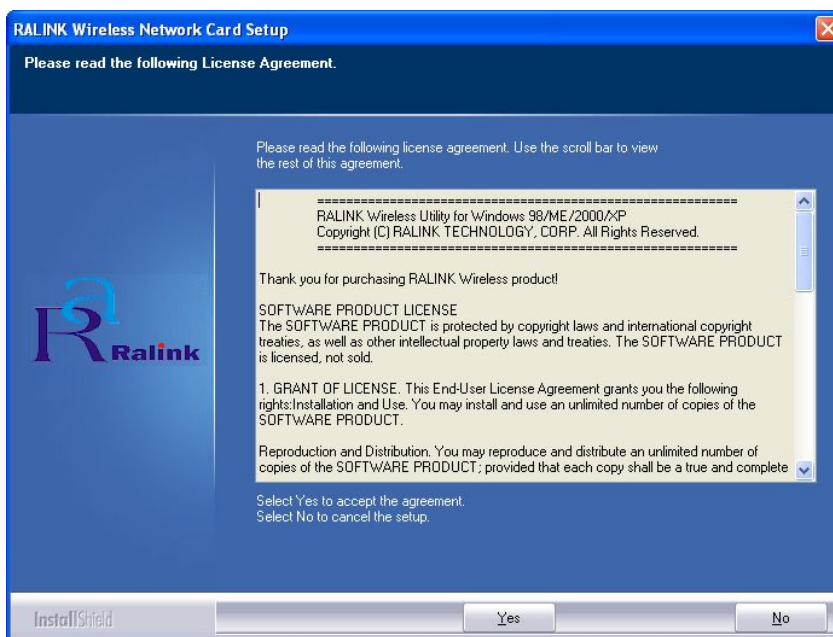 RALINK Wireless Network Card Setup
Please read the following License Agreement.
Please read the following license agreement. Use the scroll bar to view
the rest of this agreement.
============================================================
RALINK Wireless Utility for Windows 98/ME/2000/XP
Copyright (C) RALINK TECHNOLOGY, CORP. All Rights Reserved.
============================================================
Thank you for purchasing RALINK Wireless product!
SOFTWARE PRODUCT LICENSE
The SOFTWARE PRODUCT is protected by copyright laws and international copyright
treaties, as well as other intellectual property laws and treaties. The SOFTWARE PRODUCT
is licensed, not sold.
1. GRANT OF LICENSE. This End-User License Agreement grants you the following
rights:Installation and Use. You may install and use an unlimited number of copies of the
SOFTWARE PRODUCT.
Reproduction and Distribution. You may reproduce and distribute an unlimited number of
copies of the SOFTWARE PRODUCT; provided that each copy shall be a true and complete
Ralink
Select Yes to accept the agreement.
Select No to cancel the setup.
InstallShield
Yes
No